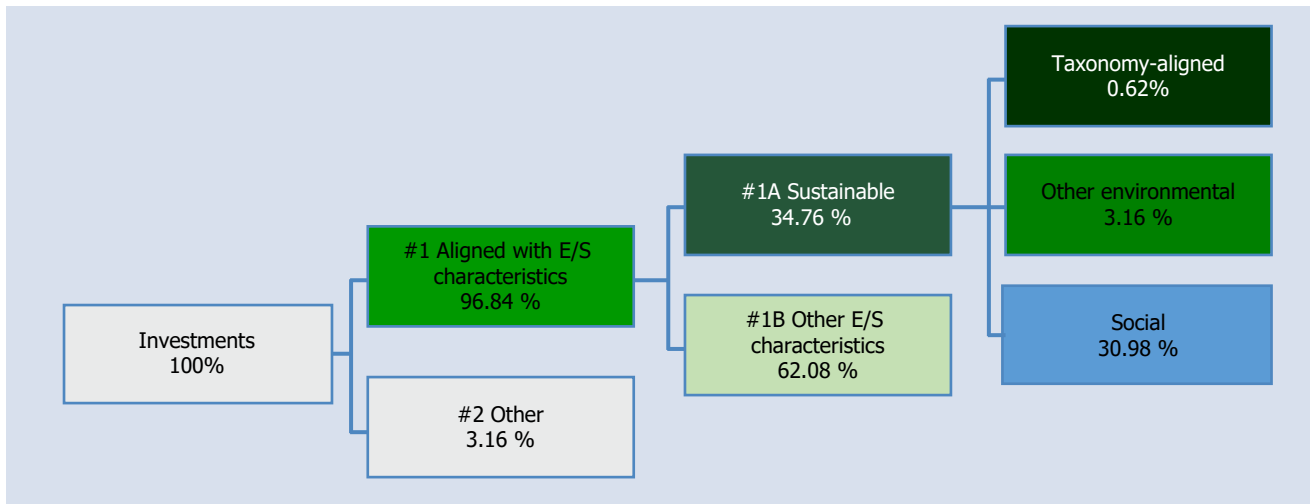 Investments
100%
#1 Aligned with E/S
characteristics
96.84 %
#2 Other
3.16 %
#1A Sustainable
34.76 %
#1B Other E/S
characteristics
62.08 %
Taxonomy-aligned
0.62%
Other environmental
3.16 %
Social
30.98 %